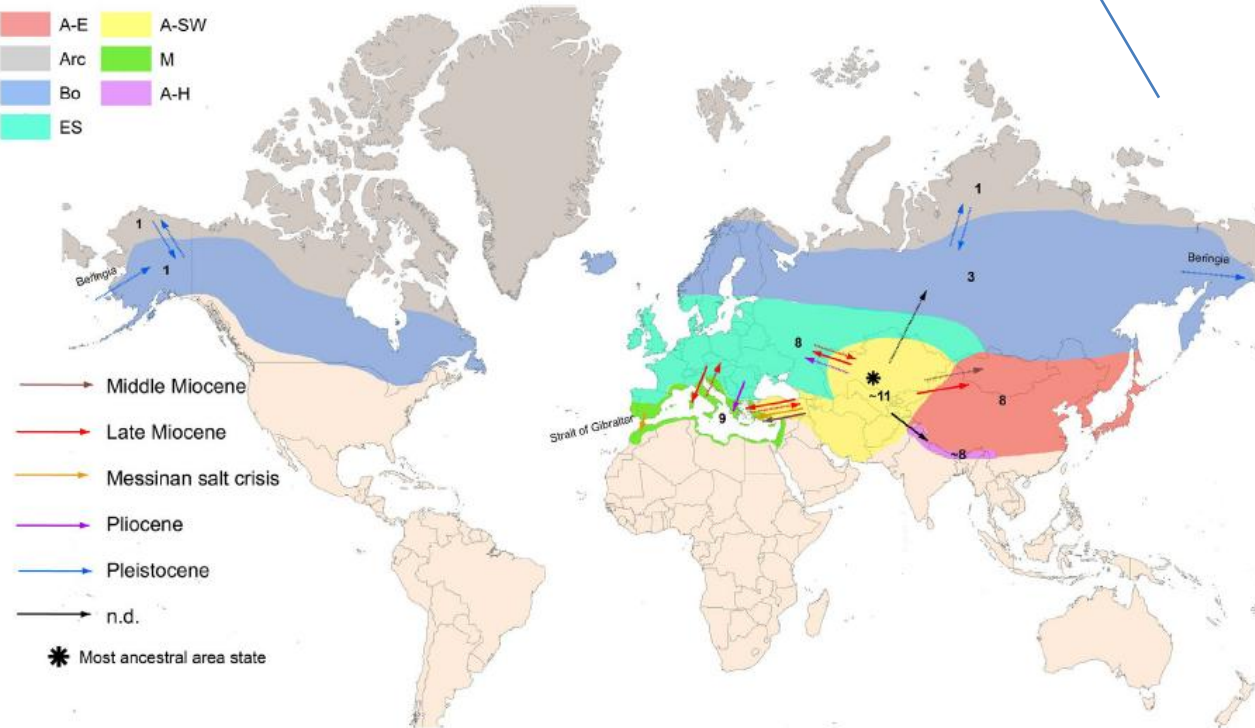 A-E
A-SW
Arc
M
Bo
A-H
ES
1
1
Beringia
1
3
Beringia
8
~11
8
9
~8
Strait of Gibraltar
Middle Miocene
Late Miocene
Messinan salt crisis
Pliocene
Pleistocene
n.d.
Most ancestral area state